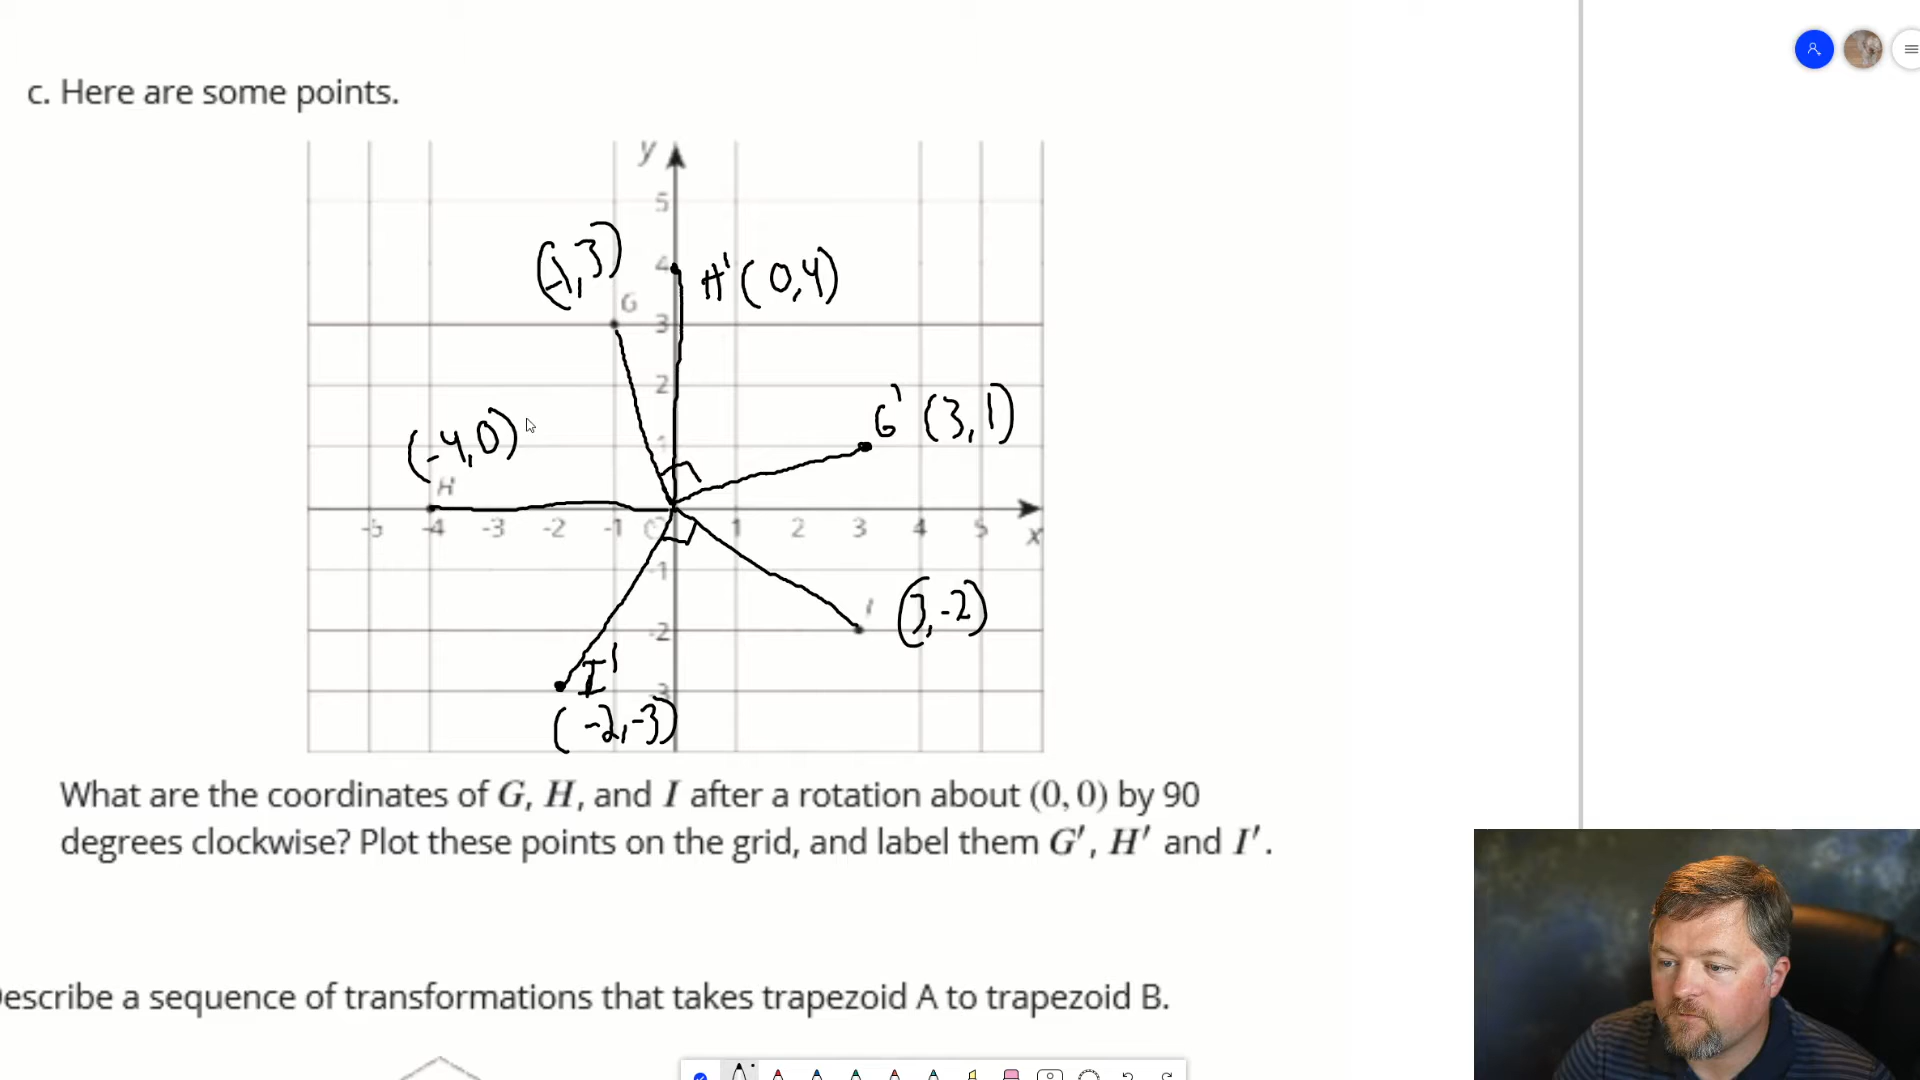 c. Here are some points.
y
5
(-1,3)
4
H' (0,4)
G
3
2
G' (3,1)
(-4,0)
1
H
-5 -4 -3 -2 -1 O 1 2 3 4 5
x
-1
I (3,-2)
-2
I'
-3
(-2,-3)
What are the coordinates of G, H, and I after a rotation about (0, 0) by 90
degrees clockwise? Plot these points on the grid, and label them G′, H′ and I′.
escribe a sequence of transformations that takes trapezoid A to trapezoid B.